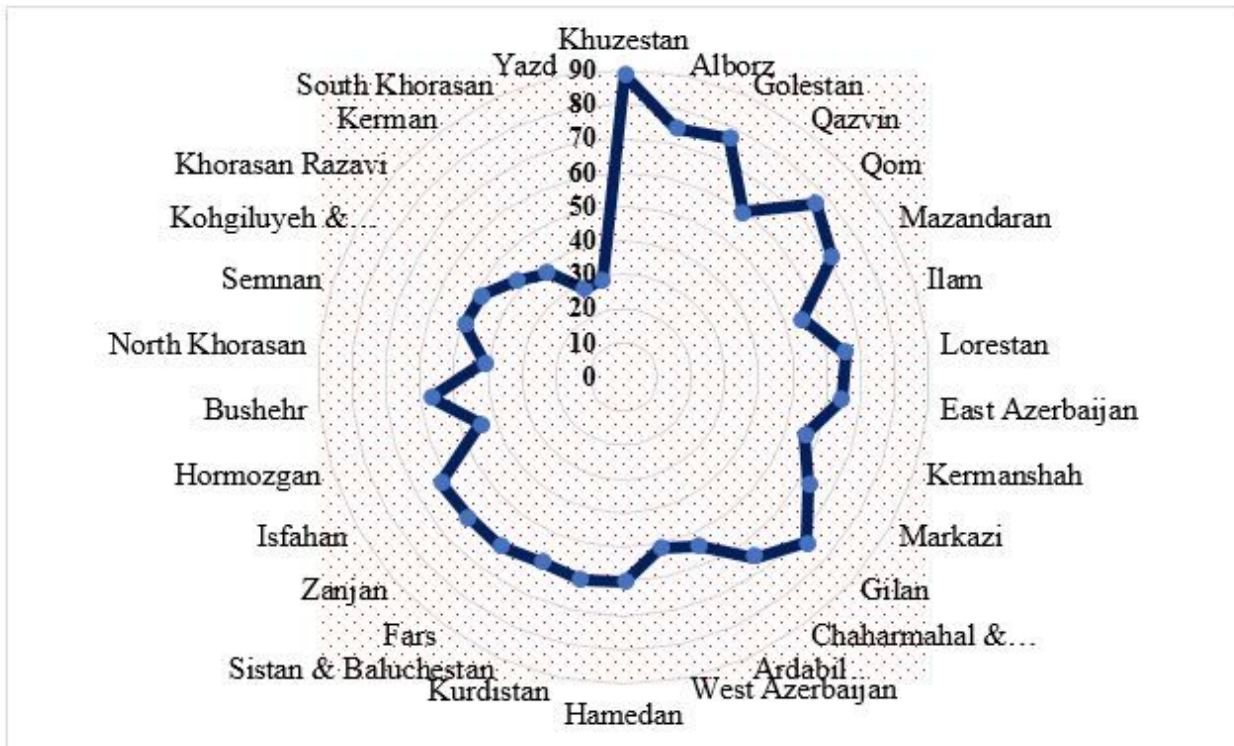 Khuzestan
Alborz
Golestan
Qazvin
Qom
Mazandaran
Ilam
Lorestan
East Azerbaijan
Kermanshah
Markazi
Gilan
Chaharmahal &...
Ardabil
West Azerbaijan
Hamedan
Kurdistan
Sistan & Baluchestan
Fars
Zanjan
Isfahan
Hormozgan
Bushehr
North Khorasan
Semnan
Kohgiluyeh &...
Khorasan Razavi
Kerman
South Khorasan
Yazd
90
80
70
60
50
40
30
20
10
0